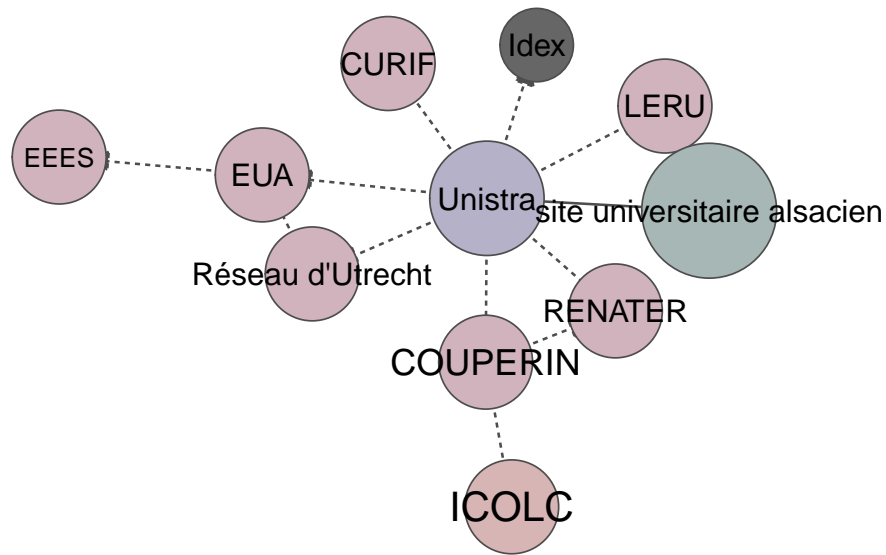 Idex
CURIF
LERU
EEES
EUA
Unistra
site universitaire alsacien
Réseau d'Utrecht
RENATER
COUPERIN
ICOLC